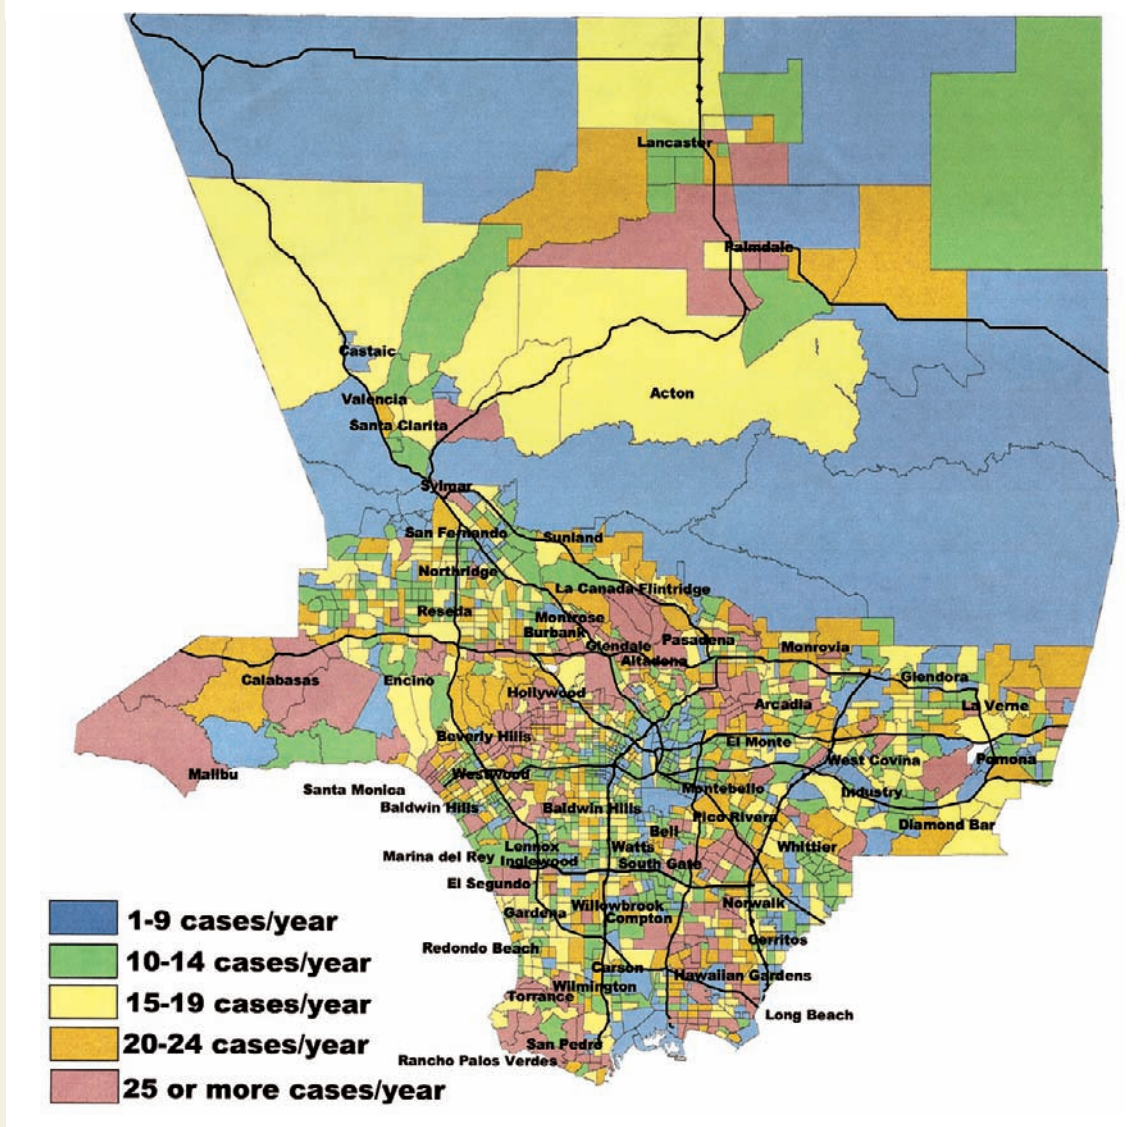 Lancaster
Palmdale
Castaic
Acton
Valencia
Santa Clarita
Sylmar
San Fernando
Sunland
Northridge
La Canada Flintridge
Reseda
Montrose
Burbank
Pasadena
Glendale
Monrovia
Altadena
Calabasas
Encino
Glendora
Hollywood
Arcadia
La Verne
Beverly Hills
El Monte
West Covina
Pomona
Malibu
Westwood
Santa Monica
Montebello
Industry
Baldwin Hills
Baldwin Hills
Pico Rivera
Diamond Bar
Bell
Lennox
Watts
Whittier
Marina del Rey
Inglewood
South Gate
El Segundo
Willowbrook
Norwalk
Gardena
Compton
Redondo Beach
Cerritos
Carson
Hawaiian Gardens
Wilmington
Torrance
Long Beach
San Pedro
Rancho Palos Verdes
1-9 cases/year
10-14 cases/year
15-19 cases/year
20-24 cases/year
25 or more cases/year